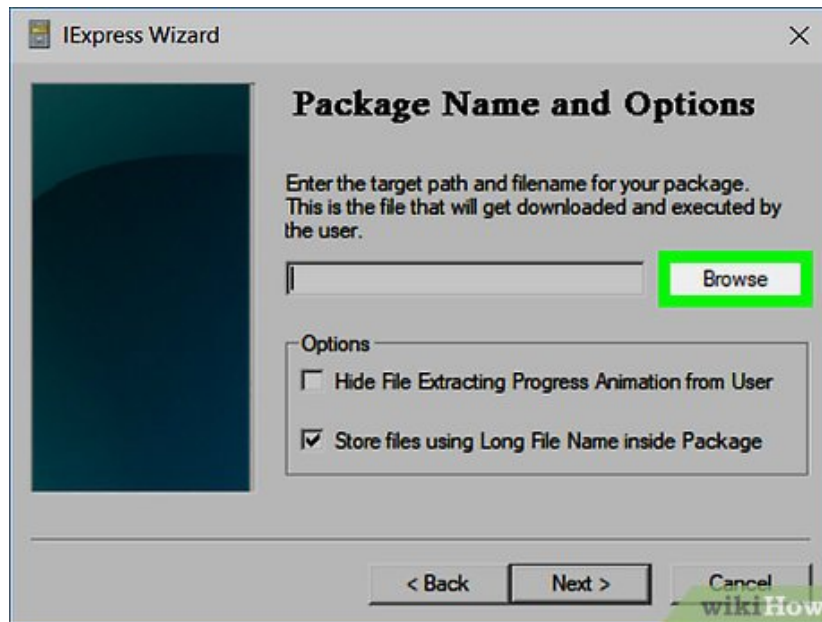 IExpress Wizard
Package Name and Options
Enter the target path and filename for your package.
This is the file that will get downloaded and executed by
the user.
Browse
Options
Hide File Extracting Progress Animation from User
Store files using Long File Name inside Package
< Back
Next >
Cancel
wikiHow